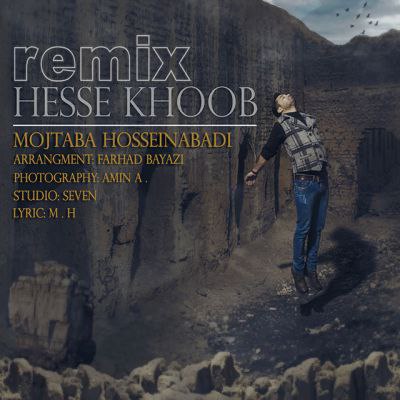 remix
HESSE KHOOB
MOJTABA HOSSEINABADI
ARRANGMENT: FARHAD BAYAZI
PHOTOGRAPHY: AMIN A .
STUDIO: SEVEN
LYRIC: M . H